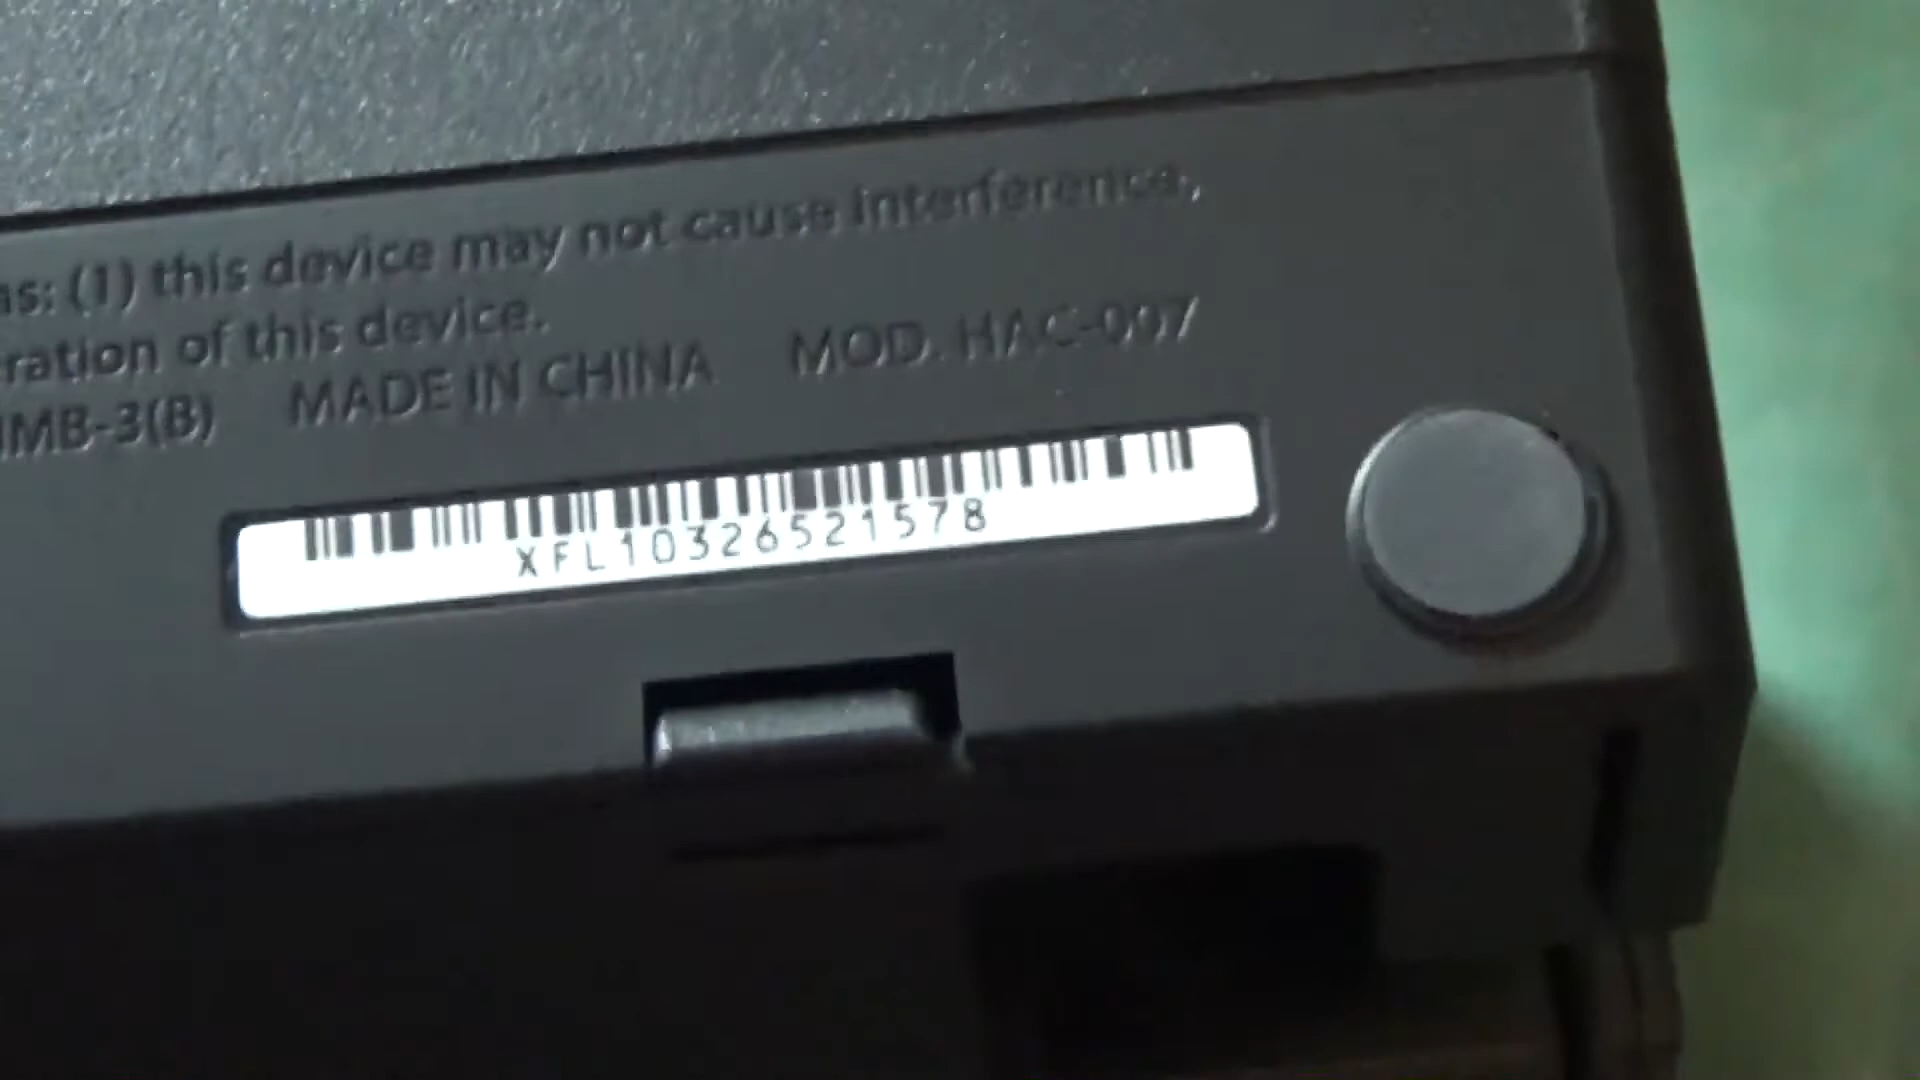 ns: (1) this device may not cause interference,
ration of this device.
NMB-3(B) MADE IN CHINA MOD. HAC-007
XFL10326521578